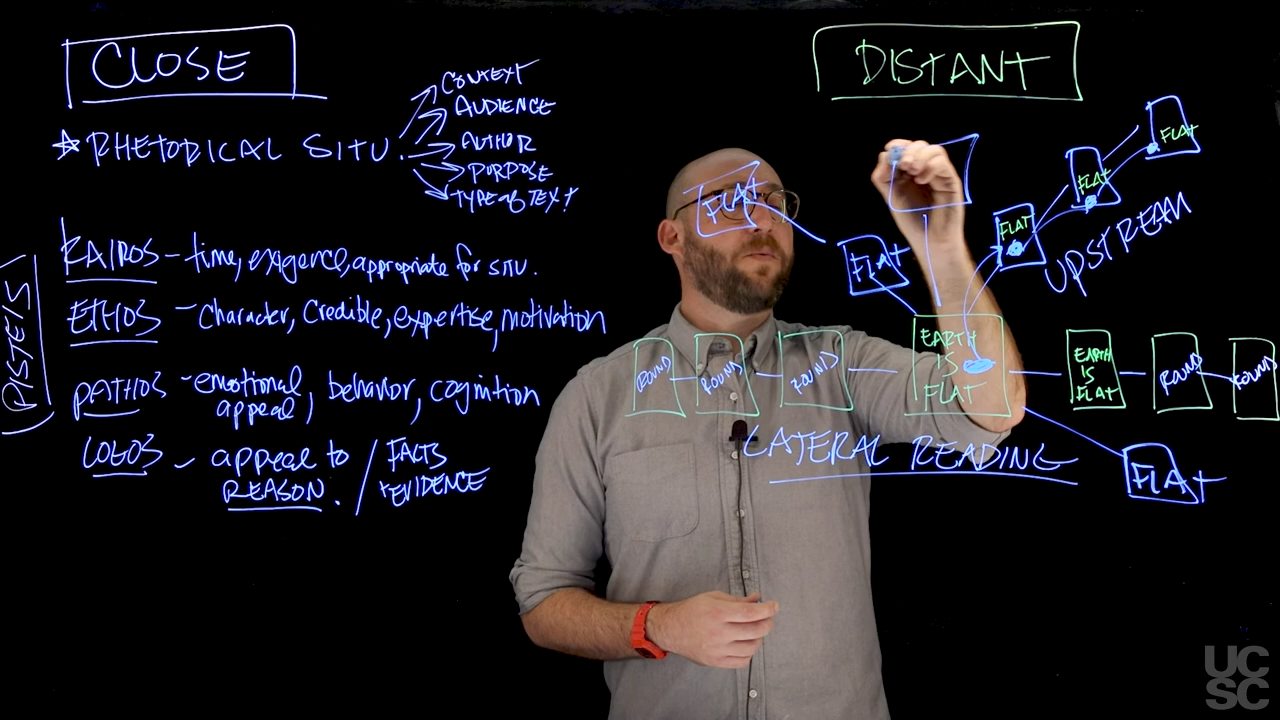 CLOSE
☆ RHETORICAL SITU.
CONTEXT
AUDIENCE
AUTHOR
PURPOSE
TYPE of TEXT
PISTEIS
KAIROS - time, exigence, appropriate for situ.
ETHOS - character, credible, expertise, motivation
PATHOS - emotional appeal, behavior, cognition
LOGOS - appeal to REASON. / FACTS + EVIDENCE
DISTANT
FLAT
FLAT
FLAT
FLAT
FLAT
UPSTREAM
ROUND
ROUND
ROUND
EARTH IS FLAT
EARTH IS FLAT
ROUND
ROUND
LATERAL READING
FLAT
UC
SC